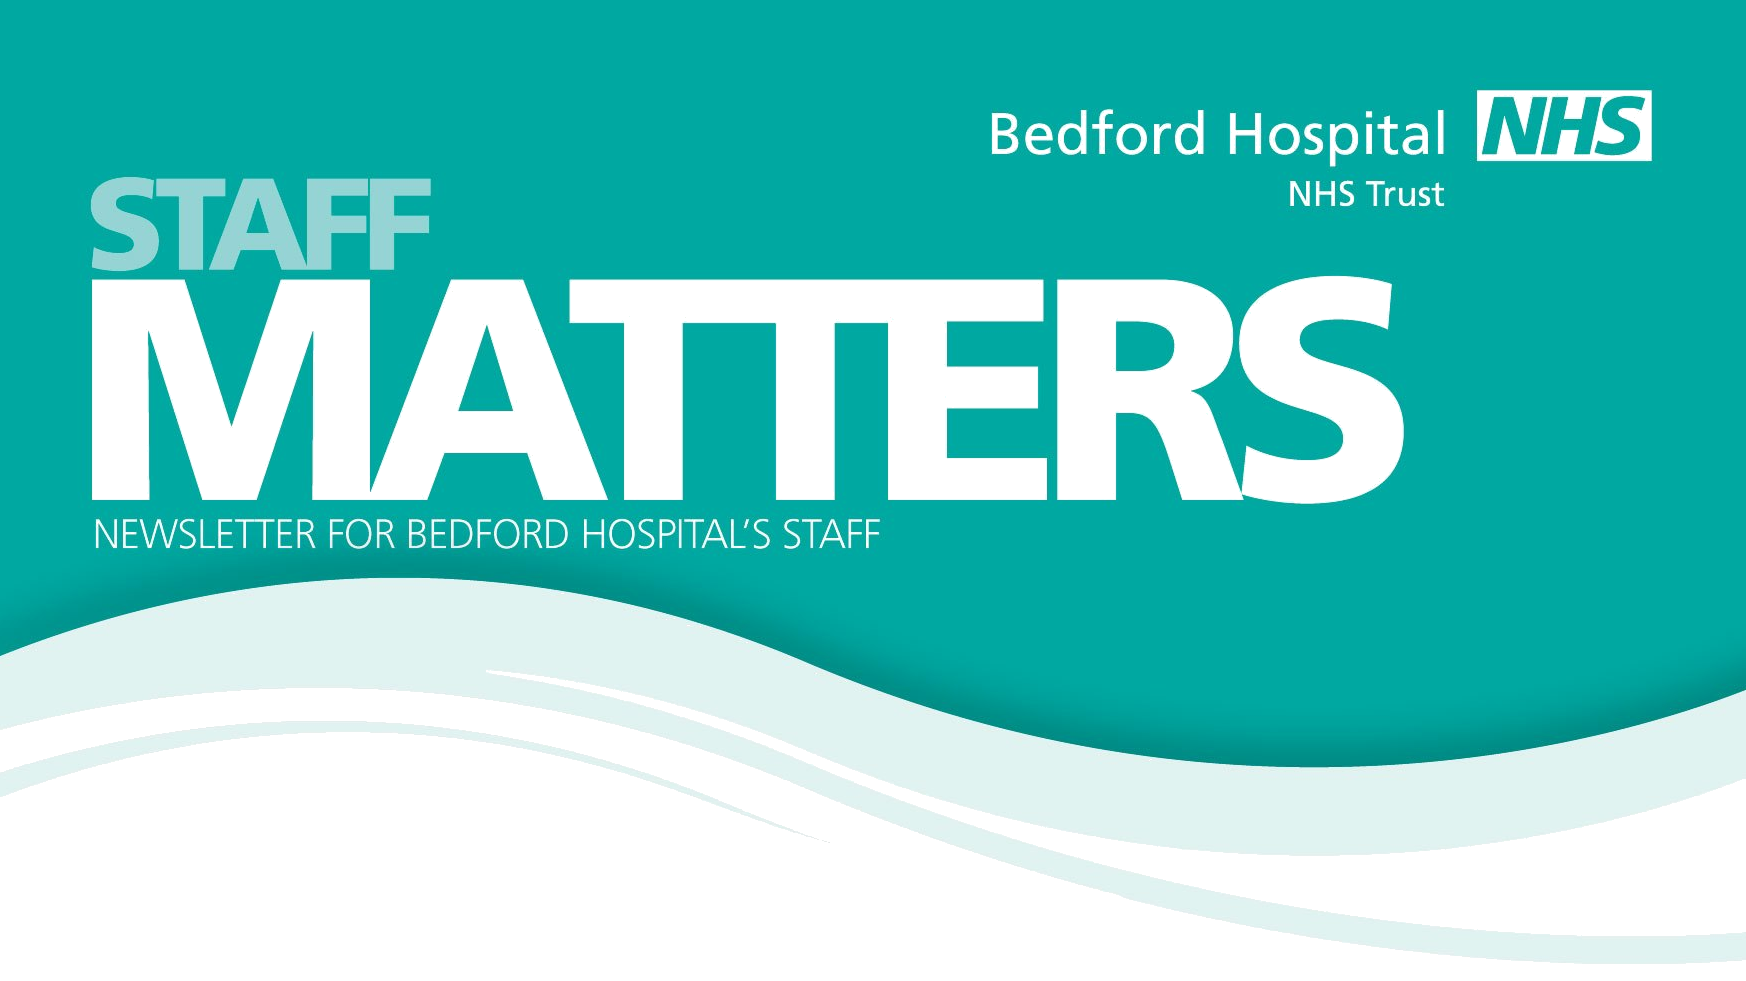 Bedford Hospital NHS
NHS Trust
STAFF
MATTERS
NEWSLETTER FOR BEDFORD HOSPITAL'S STAFF